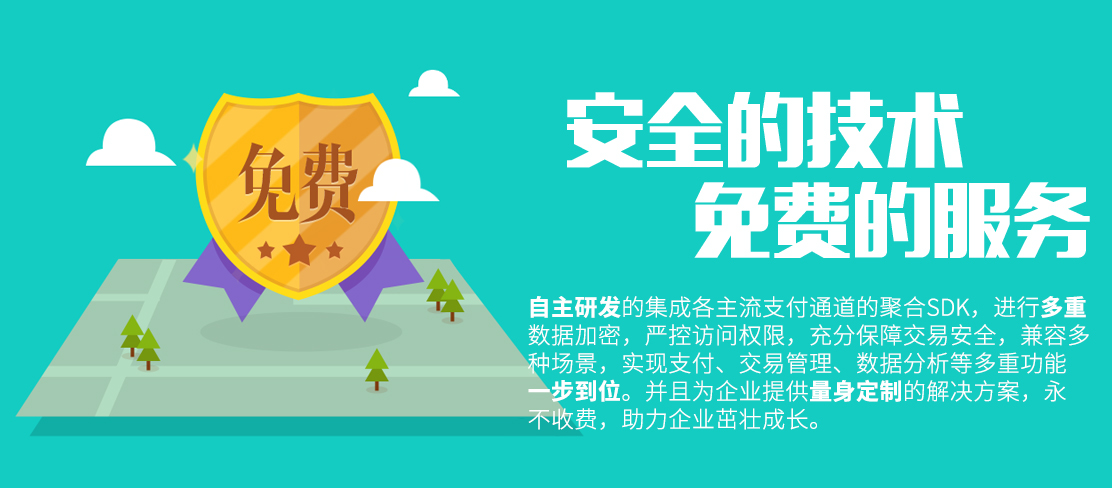 免费
安全的技术
免费的服务
自主研发的集成各主流支付通道的聚合SDK，进行多重
数据加密，严控访问权限，充分保障交易安全，兼容多
种场景，实现支付、交易管理、数据分析等多重功能
一步到位。并且为企业提供量身定制的解决方案，永
不收费，助力企业茁壮成长。